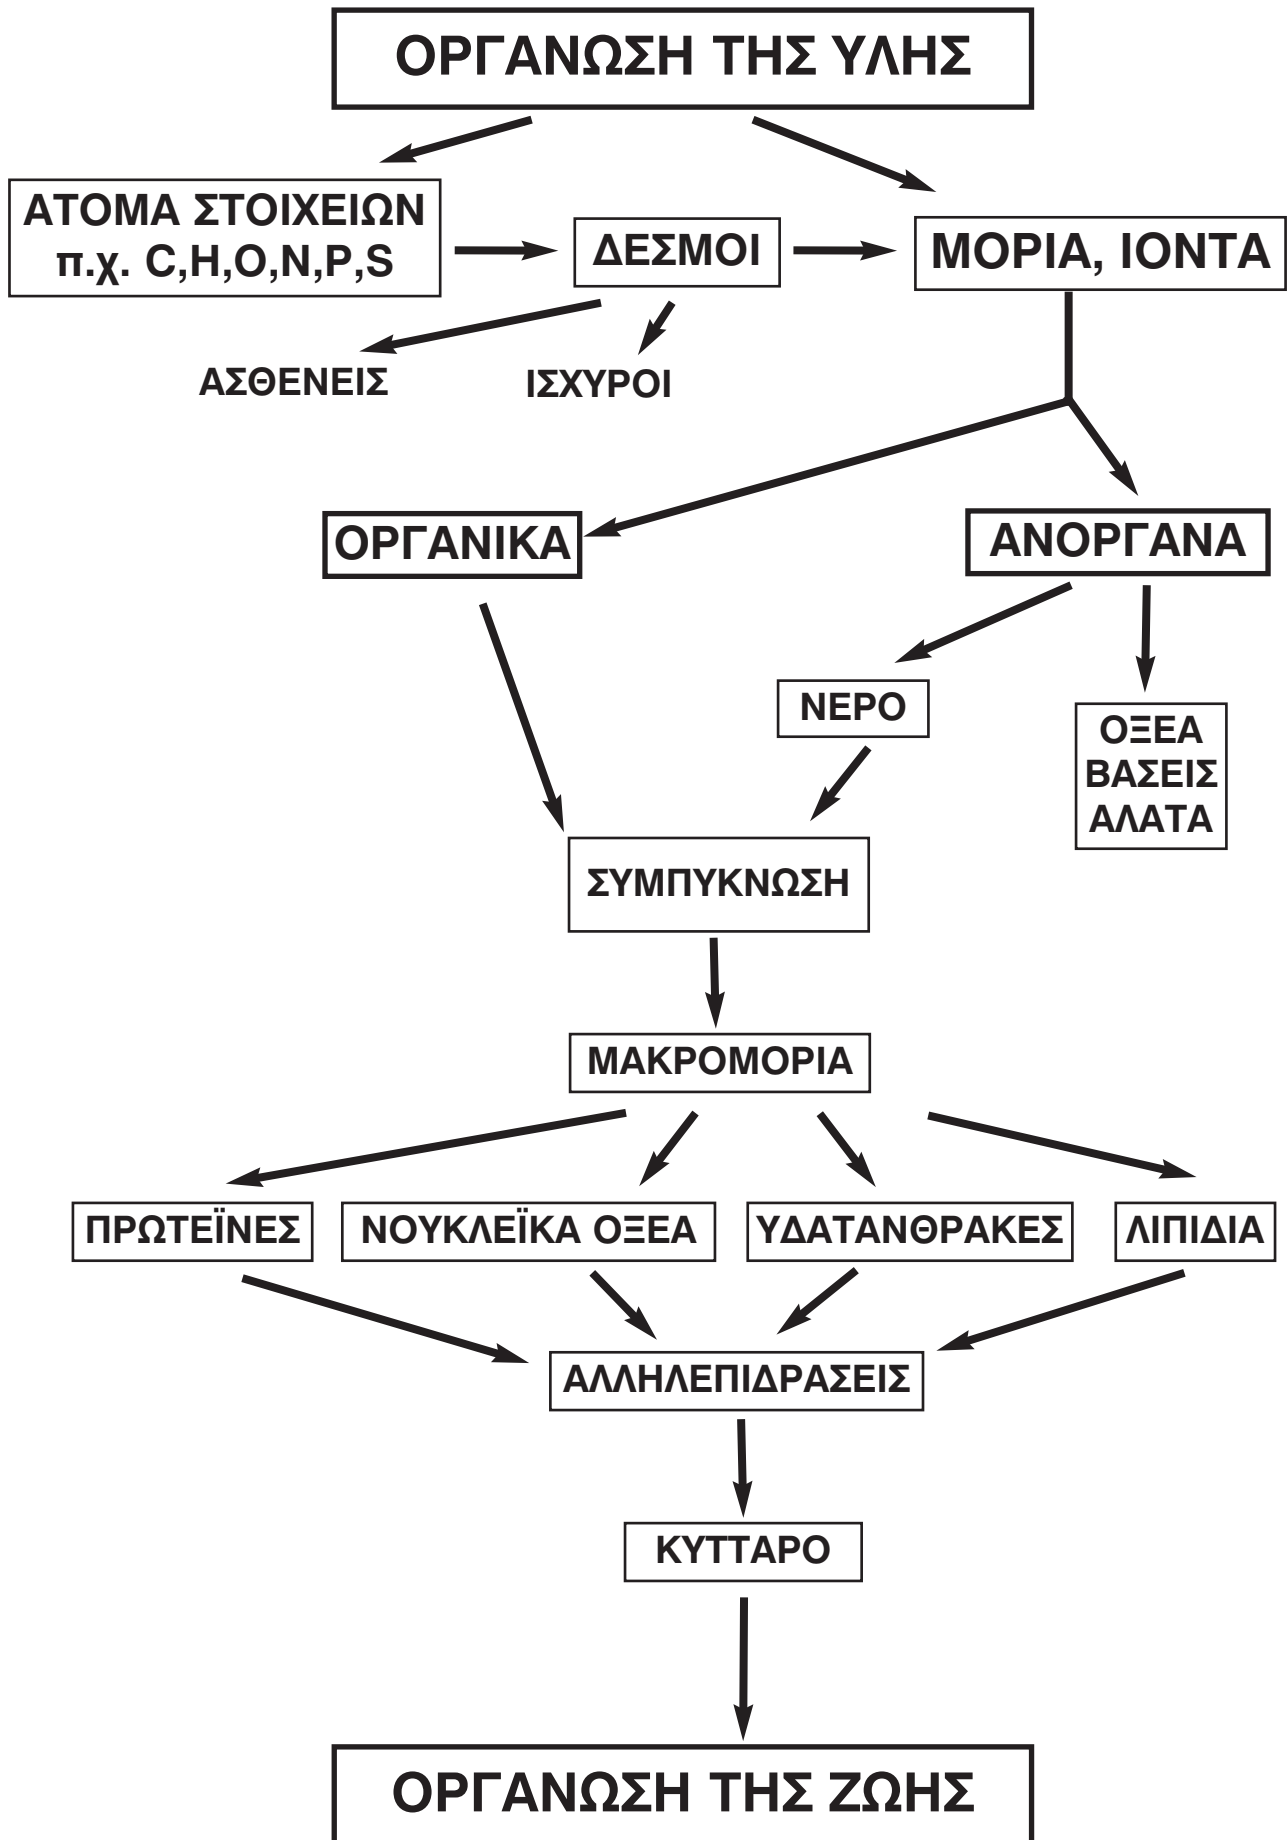 ΟΡΓΑΝΩΣΗ ΤΗΣ ΥΛΗΣ
ΑΤΟΜΑ ΣΤΟΙΧΕΙΩΝ
π.χ. C,H,O,N,P,S
ΔΕΣΜΟΙ
ΜΟΡΙΑ, ΙΟΝΤΑ
ΑΣΘΕΝΕΙΣ
ΙΣΧΥΡΟΙ
ΟΡΓΑΝΙΚΑ
ΑΝΟΡΓΑΝΑ
ΝΕΡΟ
ΟΞΕΑ
ΒΑΣΕΙΣ
ΑΛΑΤΑ
ΣΥΜΠΥΚΝΩΣΗ
ΜΑΚΡΟΜΟΡΙΑ
ΠΡΩΤΕΪΝΕΣ
ΝΟΥΚΛΕΪΚΑ ΟΞΕΑ
ΥΔΑΤΑΝΘΡΑΚΕΣ
ΛΙΠΙΔΙΑ
ΑΛΛΗΛΕΠΙΔΡΑΣΕΙΣ
ΚΥΤΤΑΡΟ
ΟΡΓΑΝΩΣΗ ΤΗΣ ΖΩΗΣ